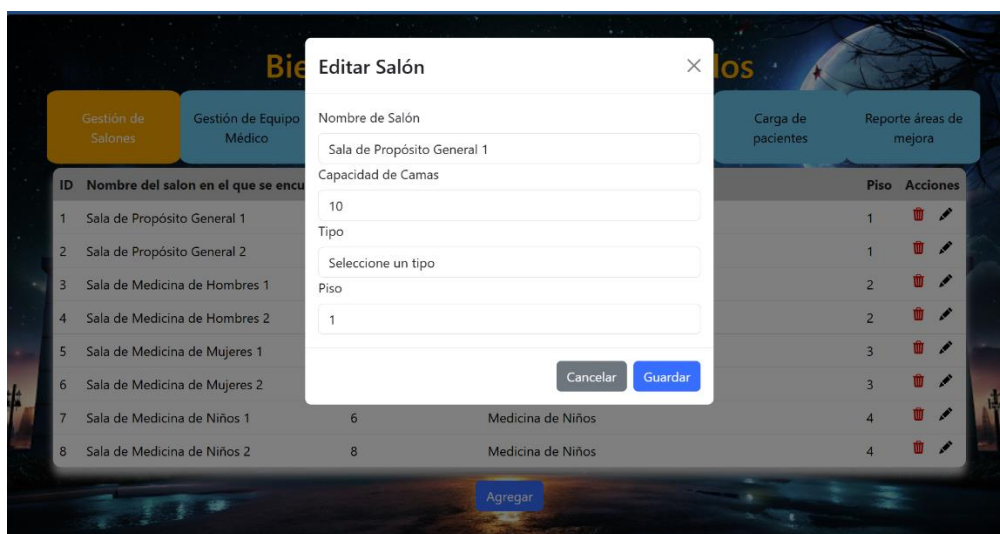 Editar Salón
Gestión de Salones
Gestión de Equipo Médico
Carga de pacientes
Reporte áreas de mejora
Nombre de Salón
Sala de Propósito General 1
Capacidad de Camas
10
Tipo
Seleccione un tipo
Piso
1
Cancelar Guardar
ID Nombre del salon en el que se Piso Acciones
1 Sala de Propósito General 1 1
2 Sala de Propósito General 2 1
3 Sala de Medicina de Hombres 1 2
4 Sala de Medicina de Hombres 2 2
5 Sala de Medicina de Mujeres 1 3
6 Sala de Medicina de Mujeres 2 3
7 Sala de Medicina de Niños 1 6 Medicina de Niños 4
8 Sala de Medicina de Niños 2 8 Medicina de Niños 4
Agregar